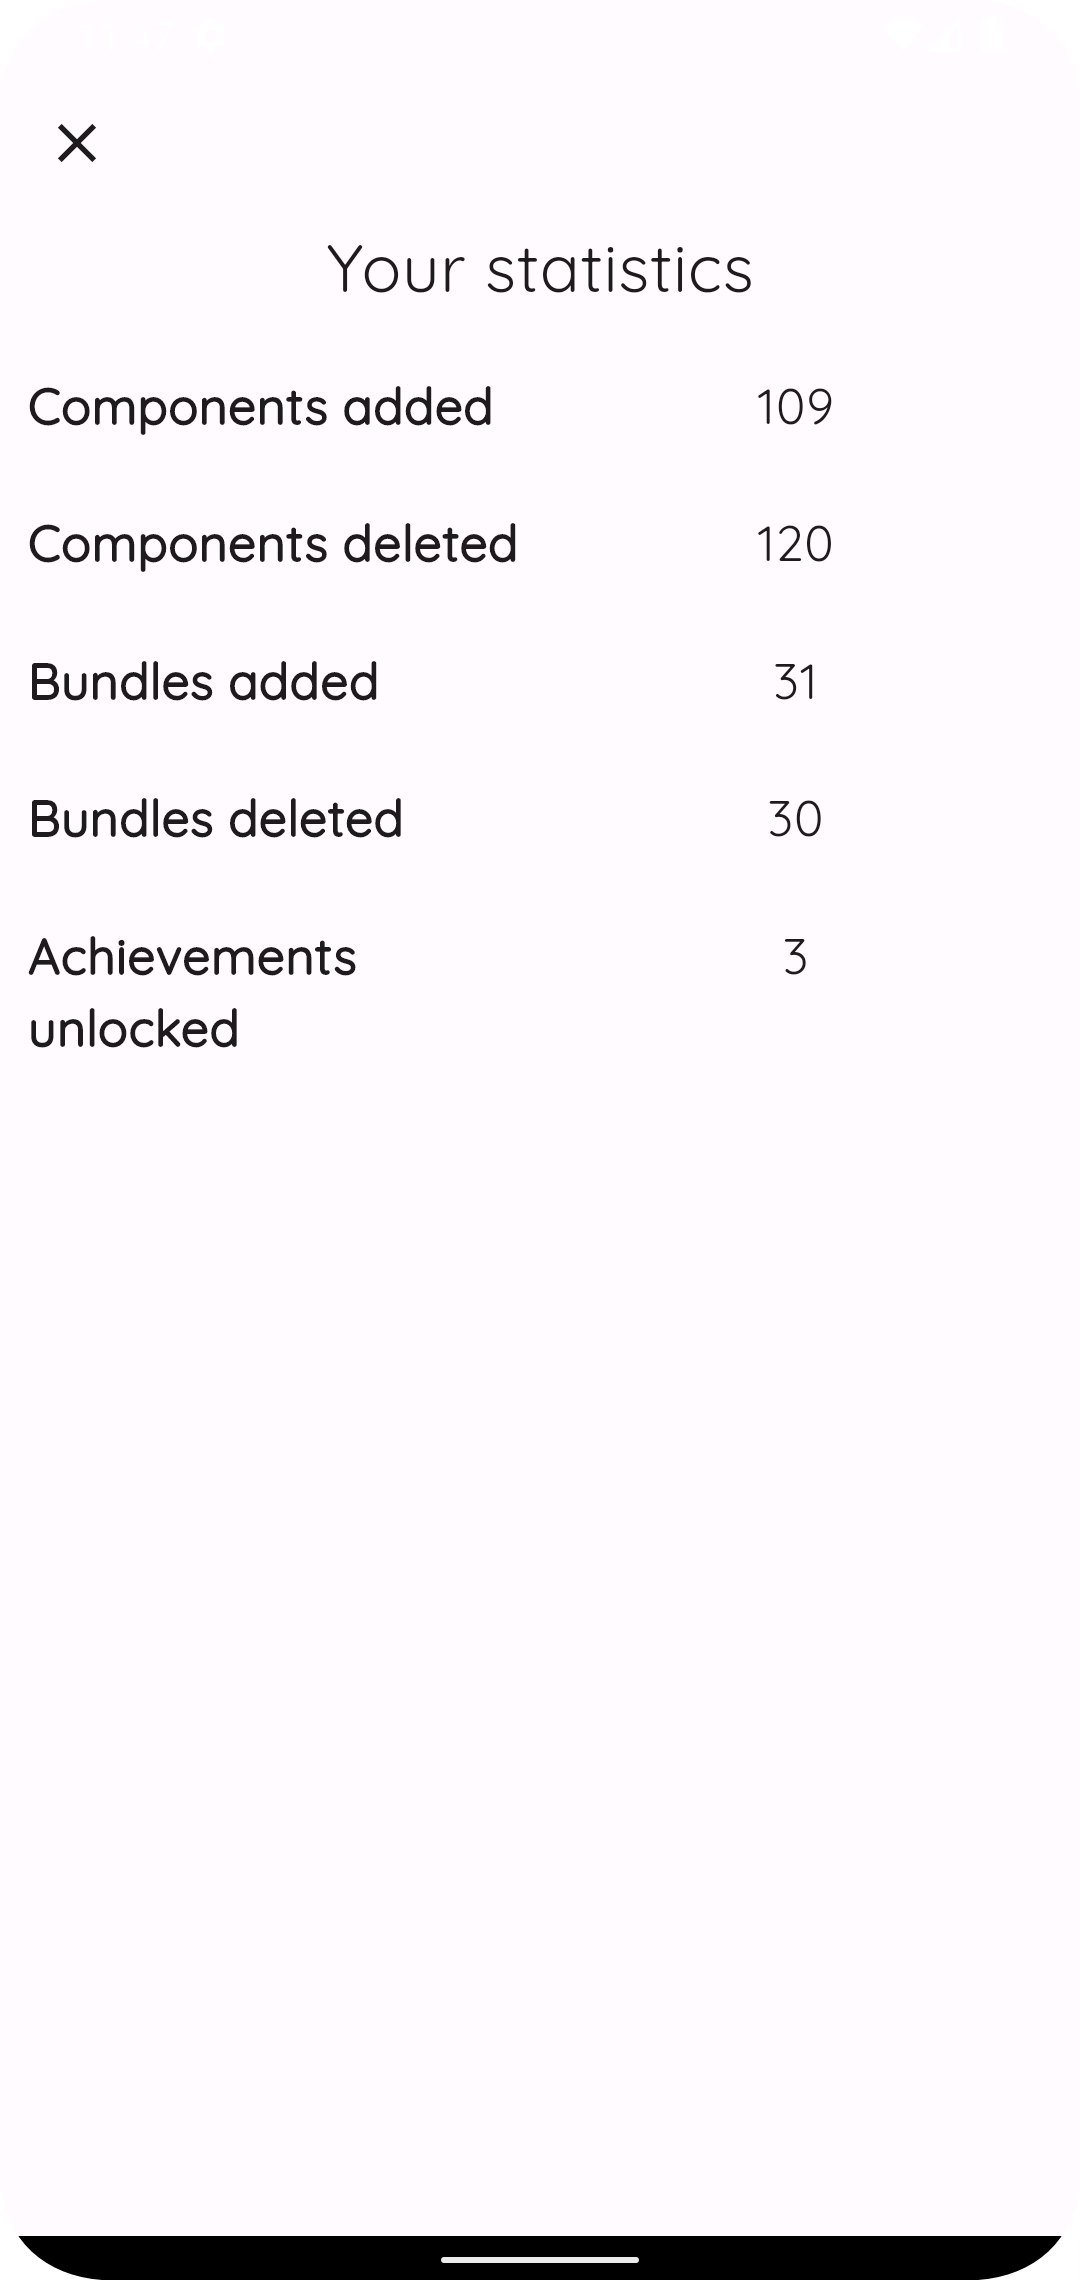 Your statistics
Components added 109
Components deleted 120
Bundles added 31
Bundles deleted 30
Achievements 3
unlocked